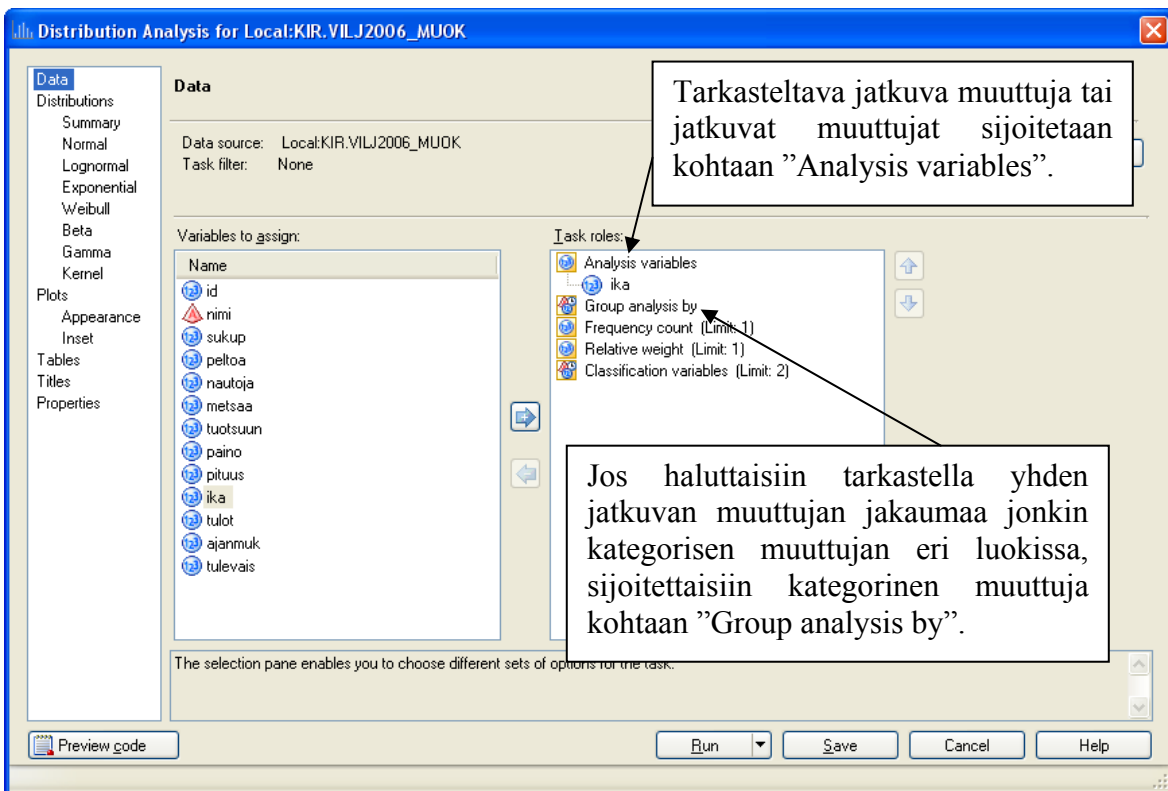 Distribution Analysis for Local:KIR.VILJ2006_MUOK
Data
Distributions
Summary
Normal
Lognormal
Exponential
Weibull
Beta
Gamma
Kernel
Plots
Appearance
Inset
Tables
Titles
Properties
Data
Data source: Local:KIR.VILJ2006_MUOK
Task filter: None
Tarkasteltava jatkuva muuttuja tai
jatkuvat muuttujat sijoitetaan
kohtaan ”Analysis variables”.
Variables to assign:
Name
id
nimi
sukup
peltoa
nautoja
metsaa
tuotsuun
paino
pituus
ika
tulot
ajanmuk
tulevais
Task roles:
Analysis variables
ika
Group analysis by
Frequency count (Limit: 1)
Relative weight (Limit: 1)
Classification variables (Limit: 2)
Jos haluttaisiin tarkastella yhden
jatkuvan muuttujan jakaumaa jonkin
kategorisen muuttujan eri luokissa,
sijoitettaisiin kategorinen muuttuja
kohtaan ”Group analysis by”.
The selection pane enables you to choose different sets of options for the task.
Preview code
Run
Save
Cancel
Help